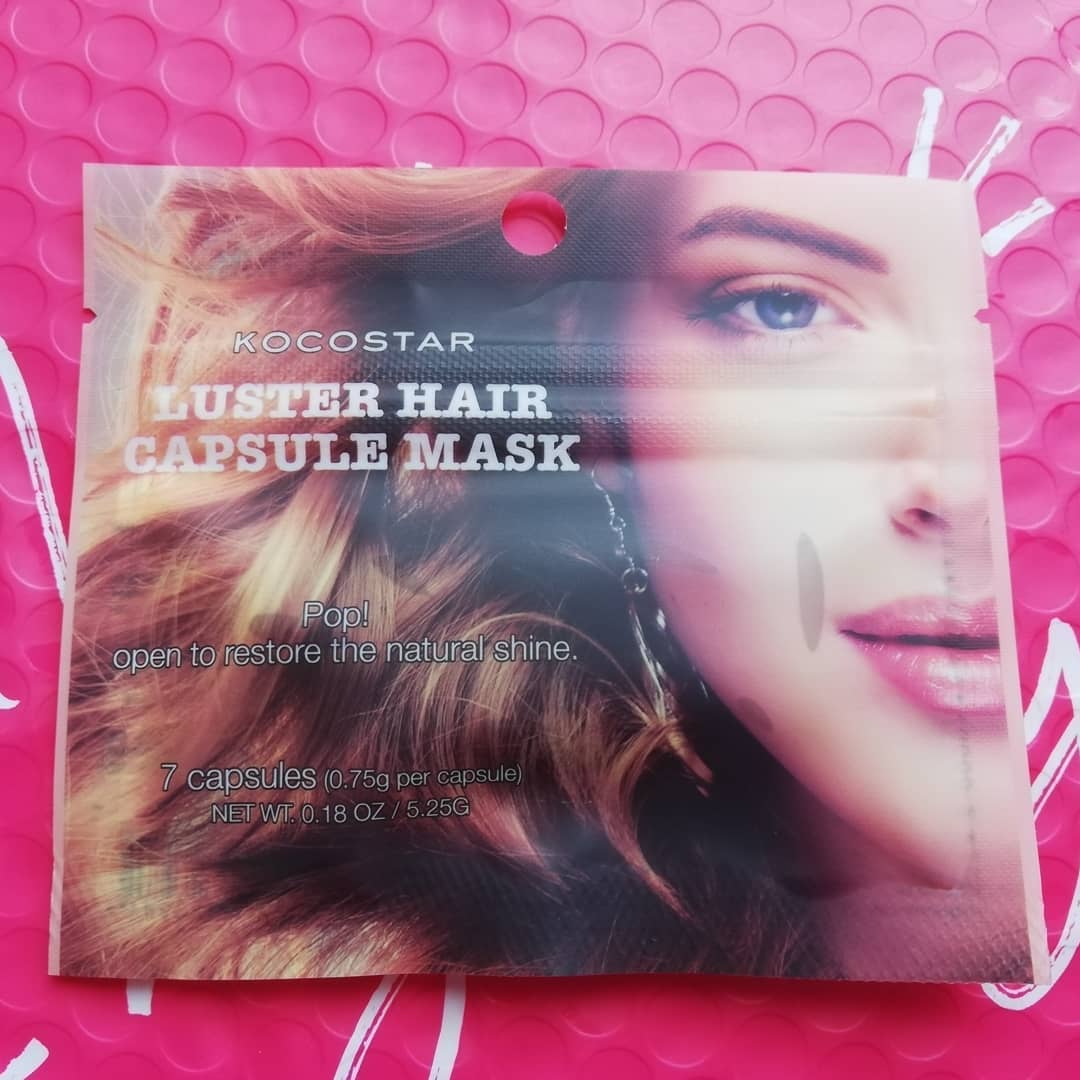 KOCOSTAR
LUSTER HAIR
CAPSULE MASK
Pop!
open to restore the natural shine.
7 capsules (0.75g per capsule)
NET WT. 0.18 OZ / 5.25G